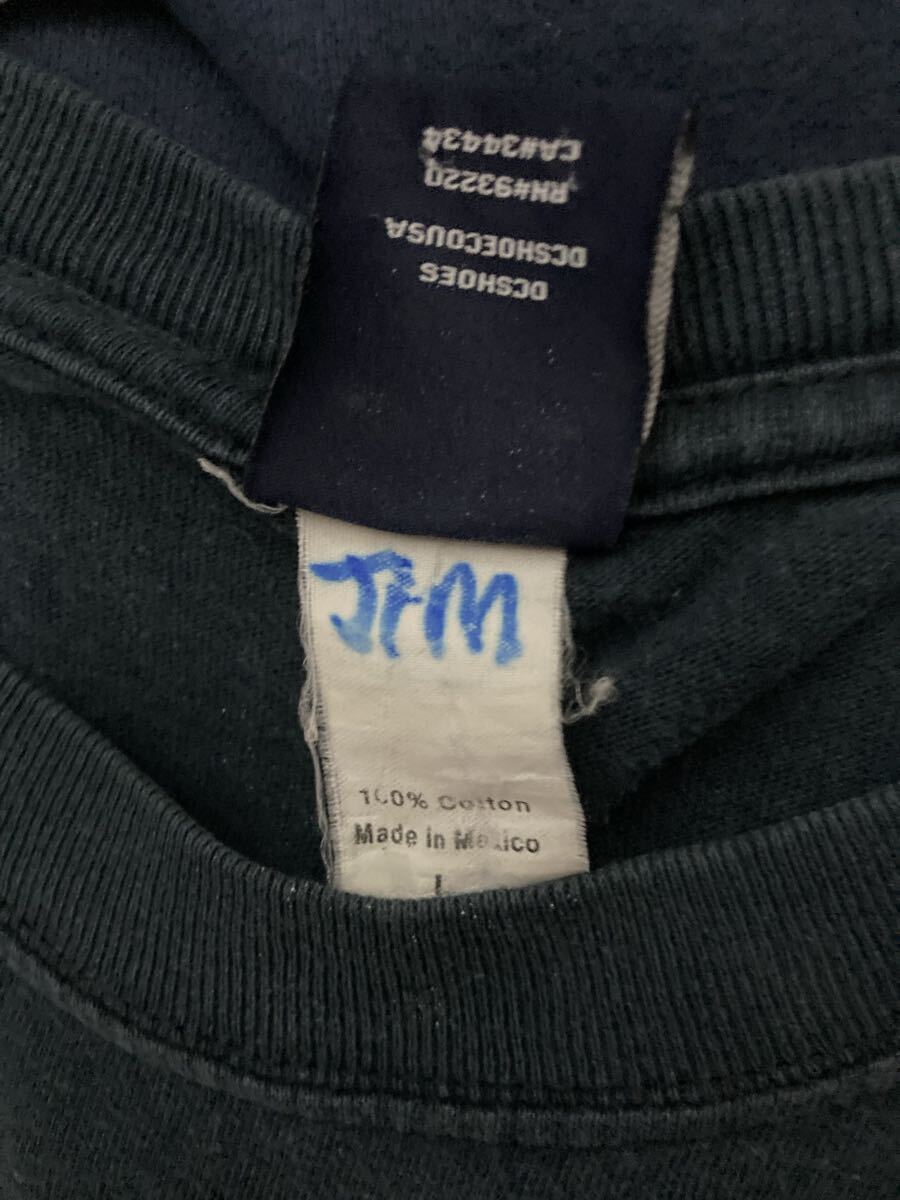 DCSHOES
DCSHOECOUSA
RN#93220
CA#34434
JFM
100% Cotton
Made in Mexico